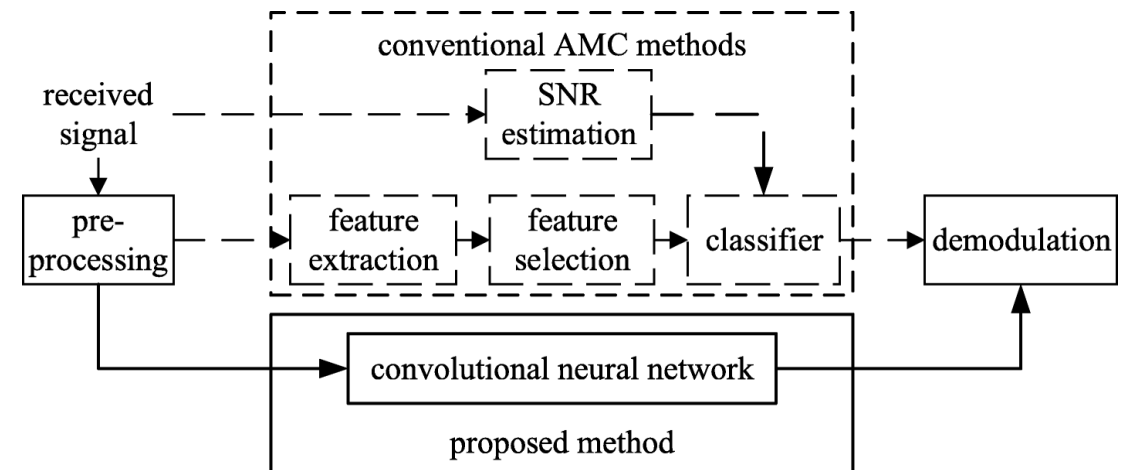 conventional AMC methods
received
signal
SNR
estimation
pre-
processing
feature
extraction
feature
selection
classifier
demodulation
convolutional neural network
proposed method